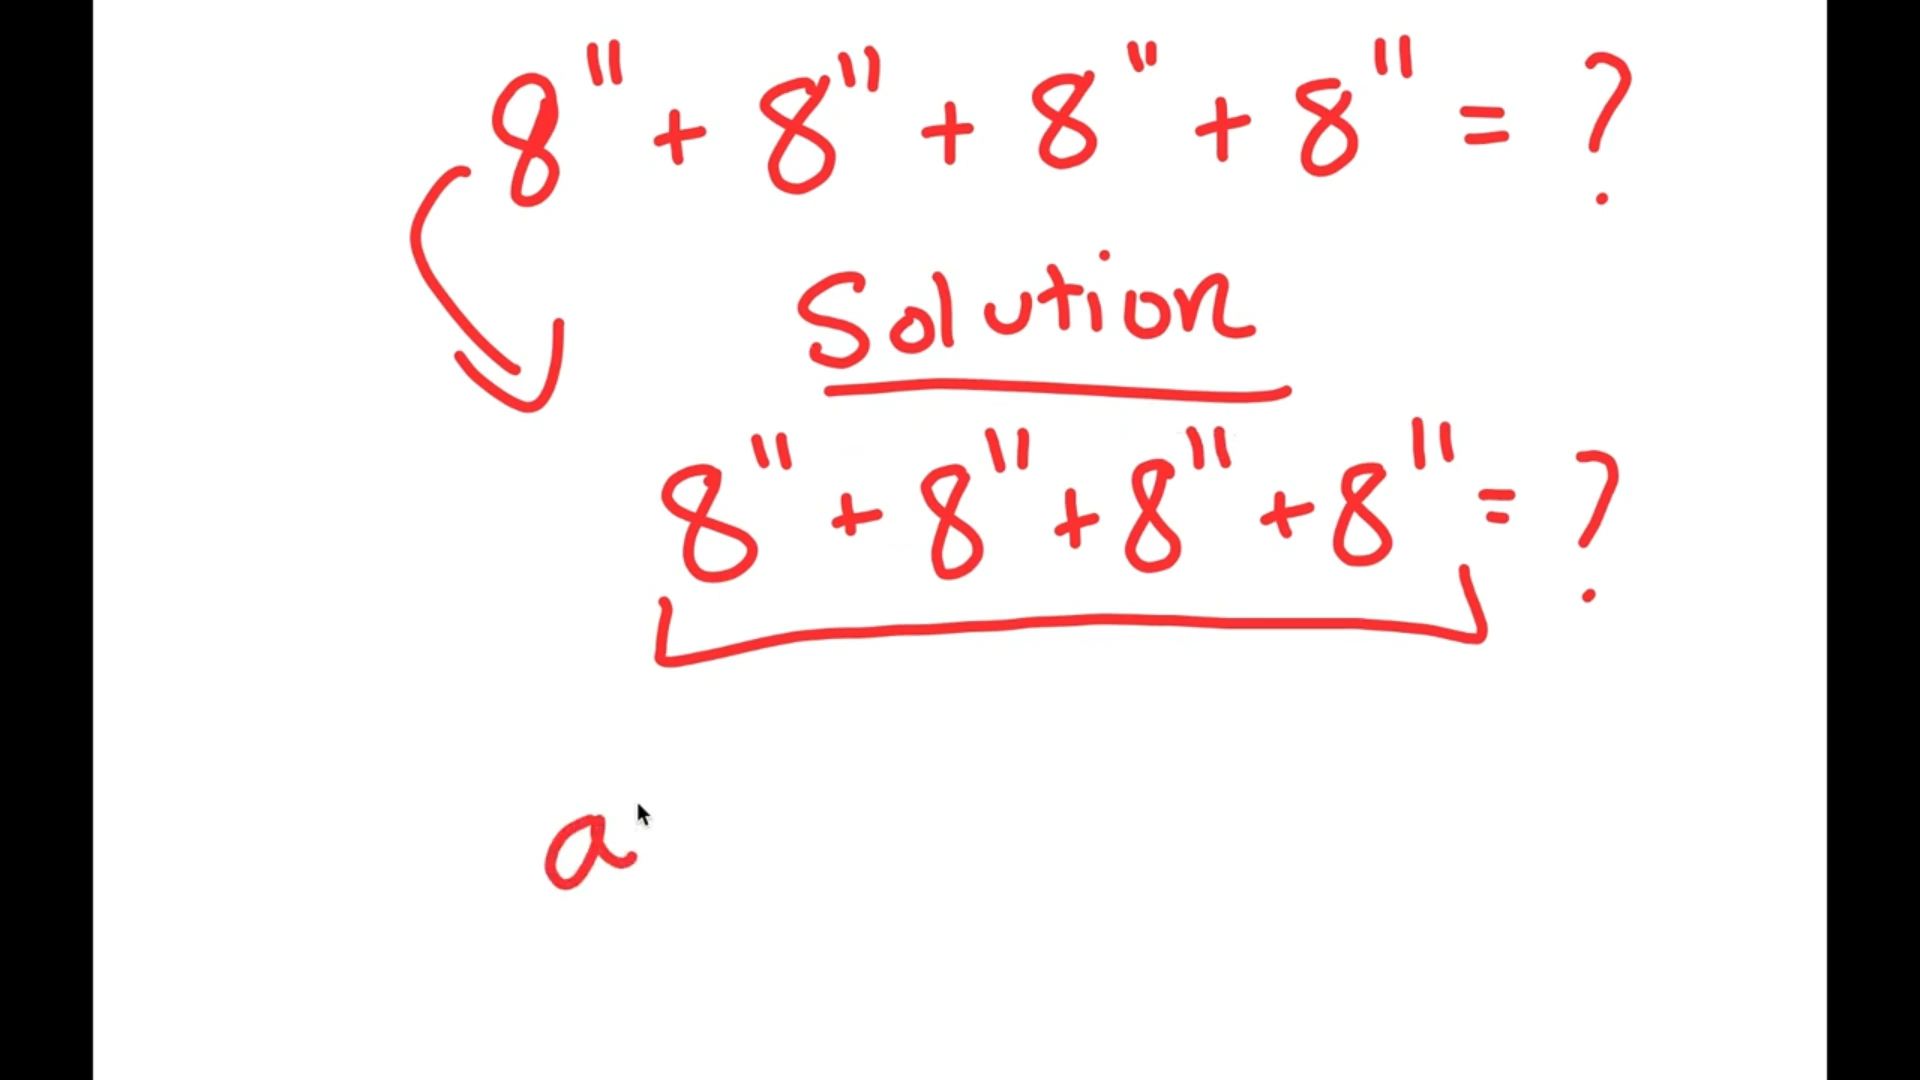 8¹¹ + 8¹¹ + 8¹¹ + 8¹¹ = ?
Solution
8¹¹ + 8¹¹ + 8¹¹ + 8¹¹ = ?
a